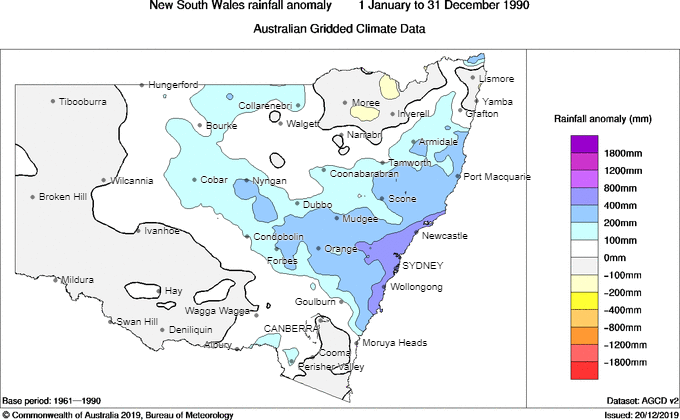 New South Wales rainfall anomaly 1 January to 31 December 1990
Australian Gridded Climate Data
Hungerford
Lismore
Tibooburra
Collarenebri
Moree
Yamba
Inverell
Grafton
Bourke
Walgett
Narrabri
Armidale
Tamworth
Coonabarabran
Wilcannia
Cobar
Nyngan
Port Macquarie
Broken Hill
Dubbo
Scone
Mudgee
Ivanhoe
Condobolin
Newcastle
Orange
Forbes
SYDNEY
Mildura
Hay
Wollongong
Goulburn
Wagga Wagga
Swan Hill
Deniliquin
CANBERRA
Albury
Moruya Heads
Cooma
Perisher Valley
Rainfall anomaly (mm)
1800mm
1200mm
800mm
400mm
200mm
100mm
0mm
-100mm
-200mm
-400mm
-800mm
-1200mm
-1800mm
Base period: 1961—1990
Dataset: AGCD v2
© Commonwealth of Australia 2019, Bureau of Meteorology
Issued: 20/12/2019